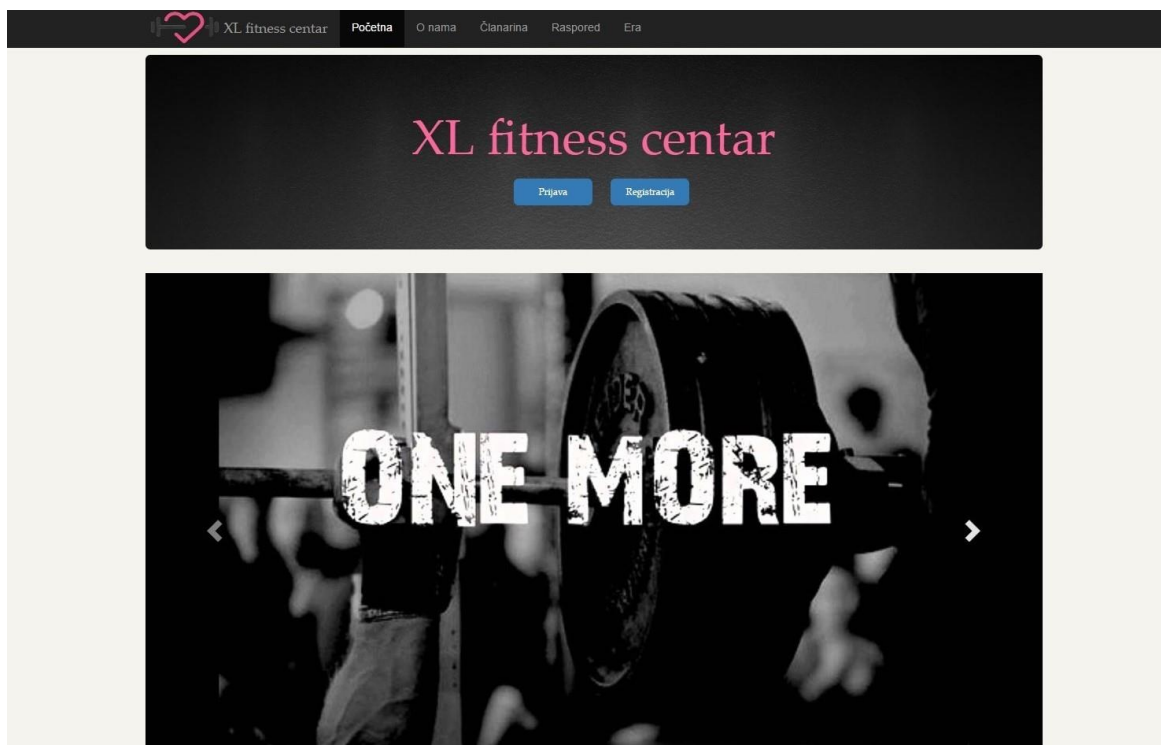 XL fitness centar Početna O nama Članarina Raspored Era
XL fitness centar
Prijava Registracija
ONE MORE